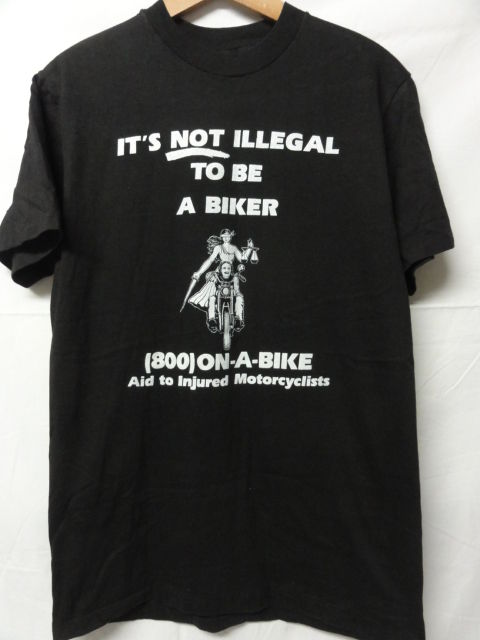 IT'S NOT ILLEGAL
TO BE
A BIKER
(800) ON-A-BIKE
Aid to Injured Motorcyclists